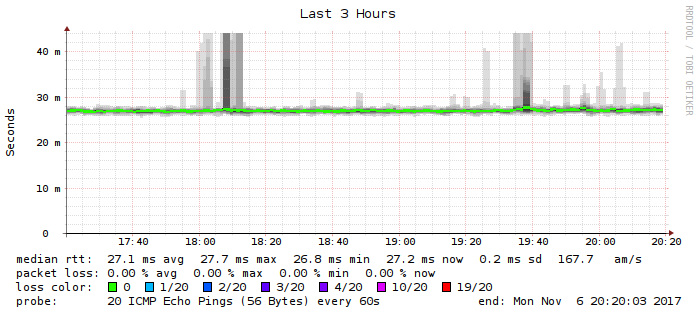 Last 3 Hours
RRDTOOL / TOBI OETIKER
Seconds
40 m
30 m
20 m
10 m
0
17:40 18:00 18:20 18:40 19:00 19:20 19:40 20:00 20:20
median rtt: 27.1 ms avg 27.7 ms max 26.8 ms min 27.2 ms now 0.2 ms sd 167.7 am/s
packet loss: 0.00 % avg 0.00 % max 0.00 % min 0.00 % now
loss color: 0 1/20 2/20 3/20 4/20 10/20 19/20
probe: 20 ICMP Echo Pings (56 Bytes) every 60s end: Mon Nov 6 20:20:03 2017